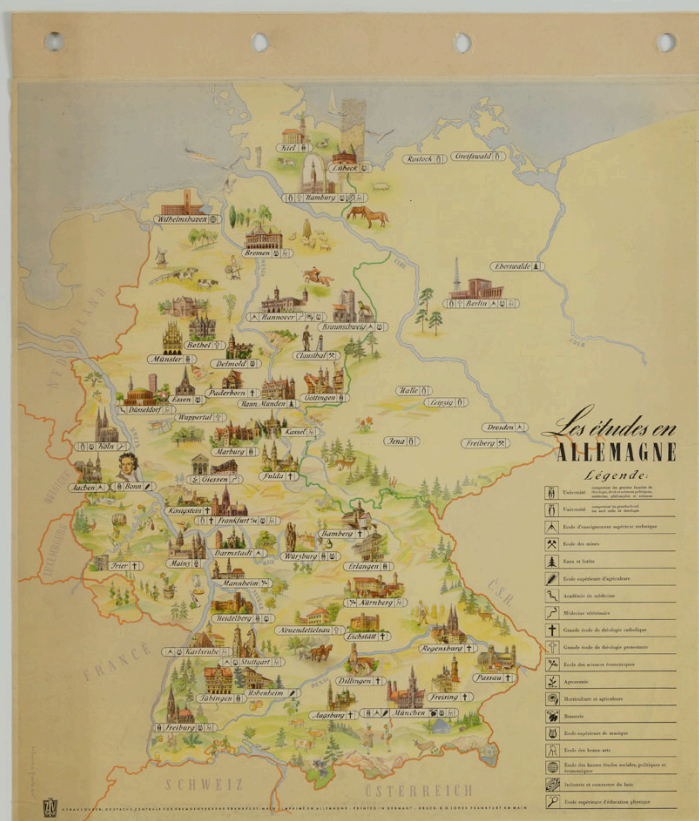 Kiel
Lübeck
Rostock
Greifswald
Hamburg
Wilhelmshaven
Bremen
ELBE
Eberswalde
Berlin
ODER
Hannover
Braunschweig
Bethel
Münster
Detmold
Clausthal
Paderborn
Hann. Münden
Göttingen
Essen
Düsseldorf
Wuppertal
Halle
Leipzig
Dresden
Freiberg
Jena
Kassel
Marburg
Köln
Giessen
Fulda
Aachen
Bonn
Königstein
Frankfurt
Bamberg
Trier
Mainz
Darmstadt
Würzburg
Erlangen
Mannheim
Nürnberg
Heidelberg
Neuendettelsau
Eichstätt
Karlsruhe
Stuttgart
Regensburg
Passau
Dillingen
Tübingen
Hohenheim
Freising
Augsburg
München
Freiburg
LUXEMBOURG
FRANCE
ČSR
SCHWEIZ
ÖSTERREICH
Les études en
ALLEMAGNE
Légende:
Université
Université
Ecole d'enseignement supérieur technique
Ecole des mines
Eaux et forêts
Ecole supérieure d'agriculture
Académie de médecine
Médecine vétérinaire
Grande école de théologie catholique
Grande école de théologie protestante
Ecole des sciences économiques
Agronomie
Horticulture et agriculture
Brasserie
Ecole supérieure de musique
Ecole des beaux arts
Ecole des hautes études sociales, politiques et
économiques
Ecole supérieure d'éducation physique